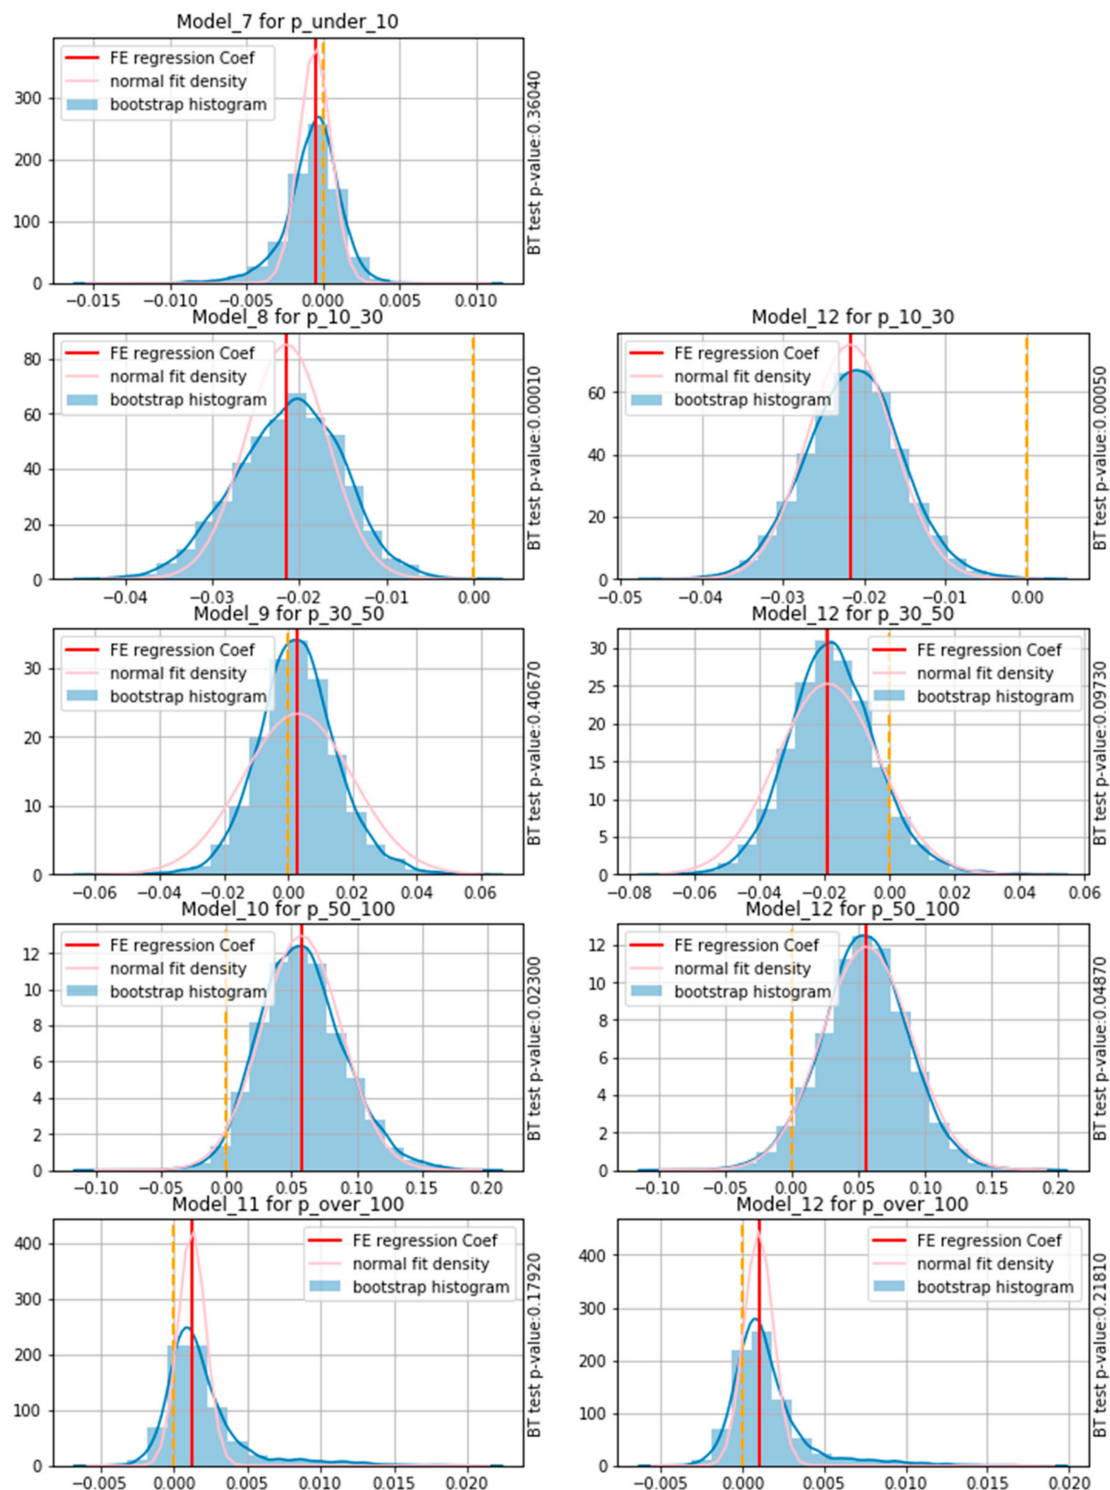 Model_7 for p_under_10
FE regression Coef
normal fit density
bootstrap histogram
300
200
100
0
−0.015 −0.010 −0.005 0.000 0.005 0.010
BT test p-value:0.36040
Model_8 for p_10_30
FE regression Coef
normal fit density
bootstrap histogram
80
60
40
20
0
−0.04 −0.03 −0.02 −0.01 0.00
BT test p-value:0.00010
Model_12 for p_10_30
FE regression Coef
normal fit density
bootstrap histogram
60
40
20
0
−0.05 −0.04 −0.03 −0.02 −0.01 0.00
BT test p-value:0.00050
Model_9 for p_30_50
FE regression Coef
normal fit density
bootstrap histogram
30
20
10
0
−0.06 −0.04 −0.02 0.00 0.02 0.04 0.06
BT test p-value:0.40670
Model_12 for p_30_50
FE regression Coef
normal fit density
bootstrap histogram
30
25
20
15
10
5
0
−0.08 −0.06 −0.04 −0.02 0.00 0.02 0.04 0.06
BT test p-value:0.09730
Model_10 for p_50_100
FE regression Coef
normal fit density
bootstrap histogram
12
10
8
6
4
2
0
−0.10 −0.05 0.00 0.05 0.10 0.15 0.20
BT test p-value:0.02300
Model_12 for p_50_100
FE regression Coef
normal fit density
bootstrap histogram
12
10
8
6
4
2
0
−0.10 −0.05 0.00 0.05 0.10 0.15 0.20
BT test p-value:0.04870
Model_11 for p_over_100
FE regression Coef
normal fit density
bootstrap histogram
400
300
200
100
0
−0.005 0.000 0.005 0.010 0.015 0.020
BT test p-value:0.17920
Model_12 for p_over_100
FE regression Coef
normal fit density
bootstrap histogram
400
300
200
100
0
−0.005 0.000 0.005 0.010 0.015 0.020
BT test p-value:0.21810